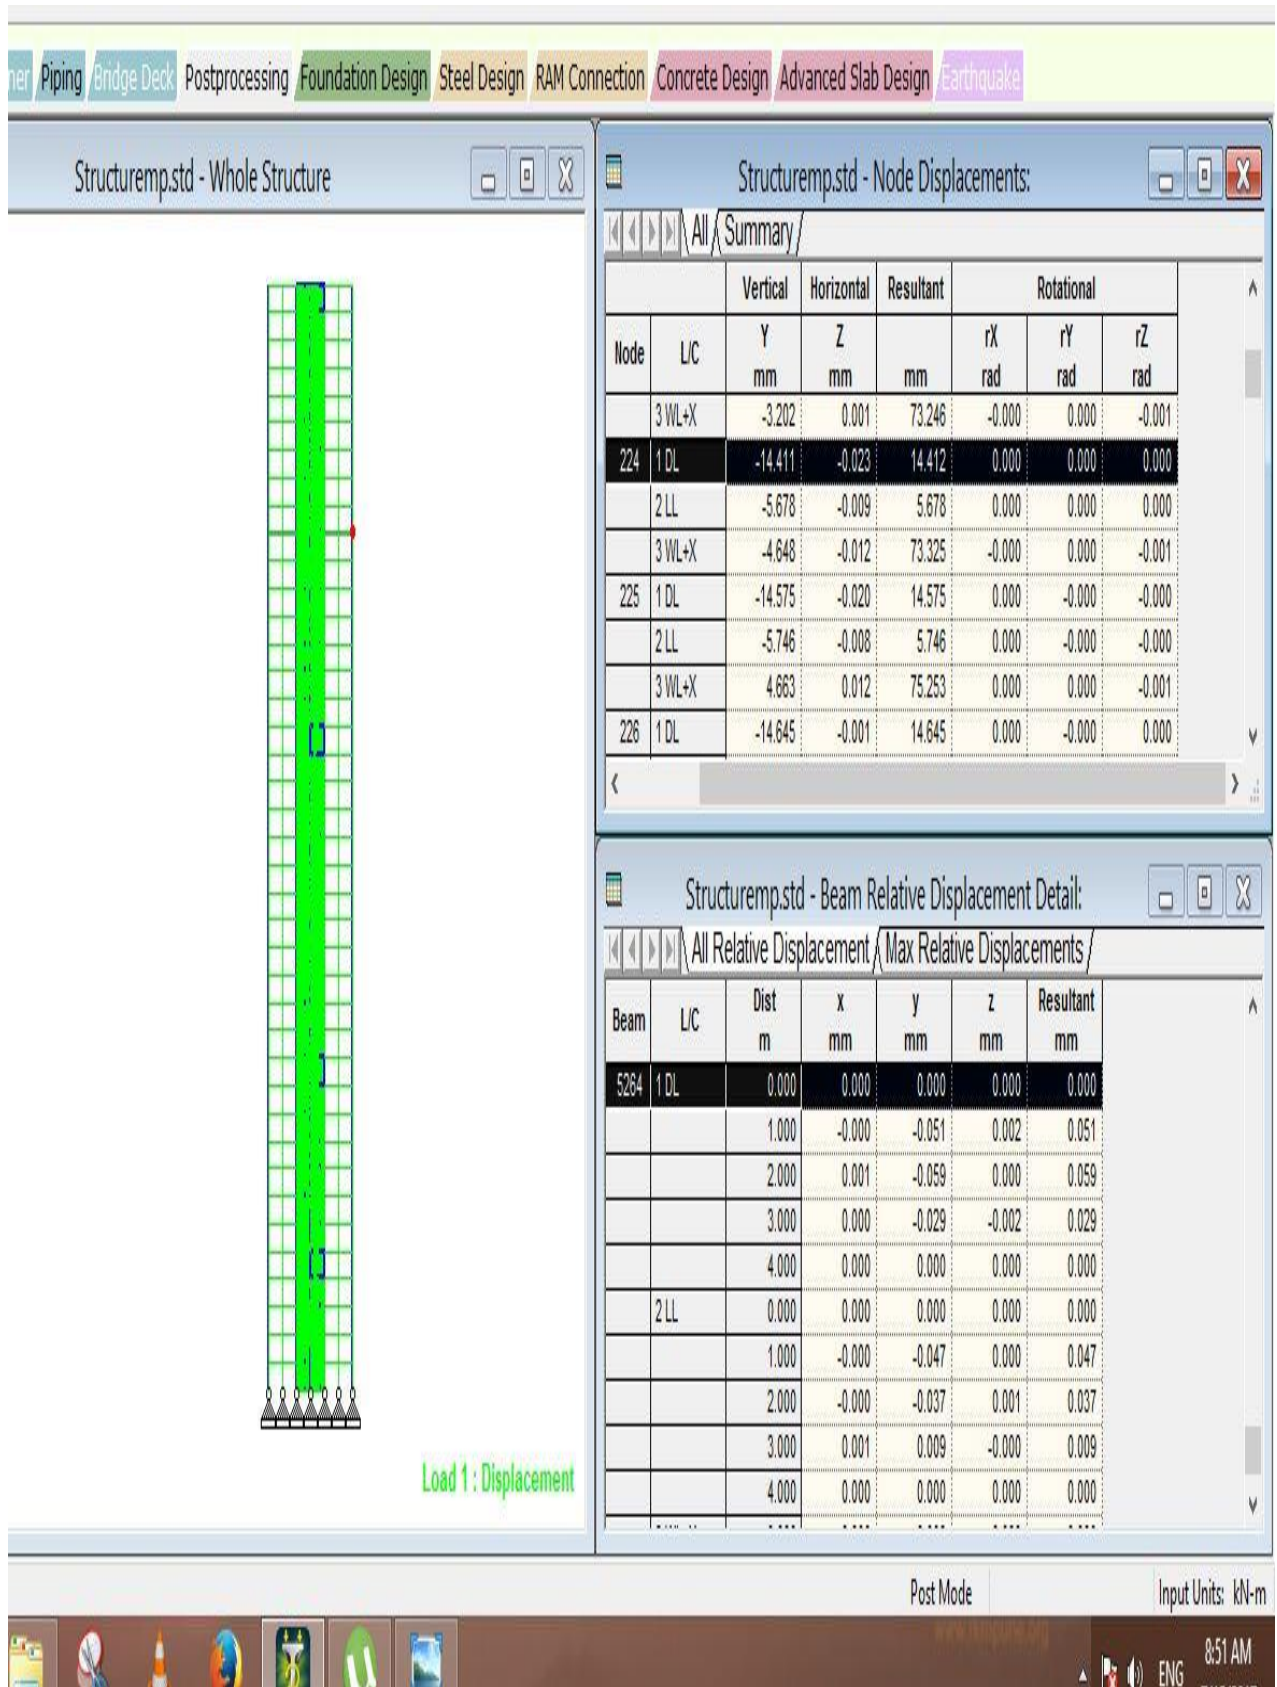 ner Piping Bridge Deck Postprocessing Foundation Design Steel Design RAM Connection Concrete Design Advanced Slab Design Earthquake
Structuremp.std - Whole Structure
Load 1 : Displacement
Structuremp.std - Node Displacements:
All Summary
Vertical Horizontal Resultant Rotational
Node L/C Y mm Z mm mm rX rad rY rad rZ rad
3 WL+X -3.202 0.001 73.246 -0.000 0.000 -0.001
224 1 DL -14.411 -0.023 14.412 0.000 0.000 0.000
2 LL -5.678 -0.009 5.678 0.000 0.000 0.000
3 WL+X -4.648 -0.012 73.325 -0.000 0.000 -0.001
225 1 DL -14.575 -0.020 14.575 0.000 -0.000 -0.000
2 LL -5.746 -0.008 5.746 0.000 -0.000 -0.000
3 WL+X 4.663 0.012 75.253 0.000 0.000 -0.001
226 1 DL -14.645 -0.001 14.645 0.000 -0.000 0.000
Structuremp.std - Beam Relative Displacement Detail:
All Relative Displacement Max Relative Displacements
Beam L/C Dist m x mm y mm z mm Resultant mm
5264 1 DL 0.000 0.000 0.000 0.000 0.000
1.000 -0.000 -0.051 0.002 0.051
2.000 0.001 -0.059 0.000 0.059
3.000 0.000 -0.029 -0.002 0.029
4.000 0.000 0.000 0.000 0.000
2 LL 0.000 0.000 0.000 0.000 0.000
1.000 -0.000 -0.047 0.000 0.047
2.000 -0.000 -0.037 0.001 0.037
3.000 0.001 0.009 -0.000 0.009
4.000 0.000 0.000 0.000 0.000
Post Mode Input Units: kN-m
ENG 8:51 AM